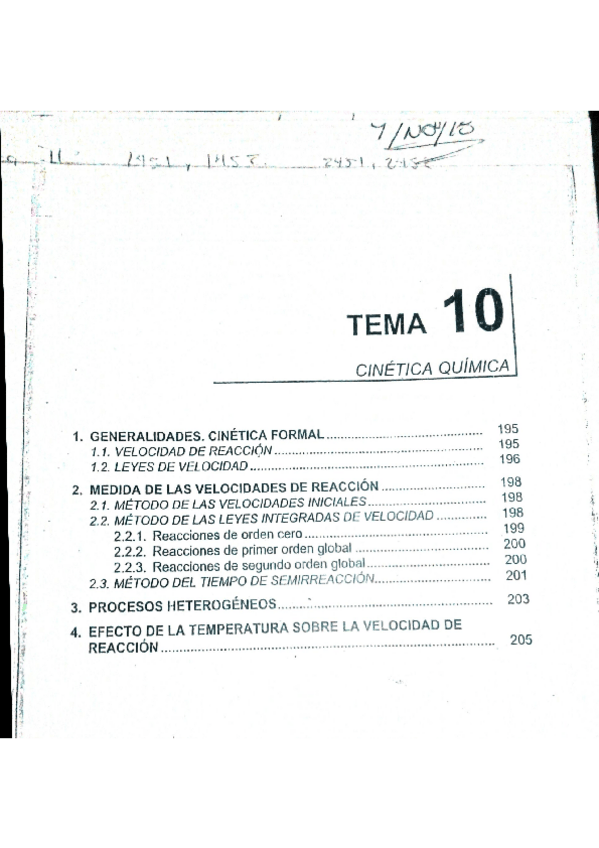 7/Nov/18
1451, 1458. 2451, 2458
TEMA 10
CINÉTICA QUÍMICA
1. GENERALIDADES. CINÉTICA FORMAL ........ 195
1.1. VELOCIDAD DE REACCIÓN ........ 195
1.2. LEYES DE VELOCIDAD ........ 196
2. MEDIDA DE LAS VELOCIDADES DE REACCIÓN ........ 198
2.1. MÉTODO DE LAS VELOCIDADES INICIALES ........ 198
2.2. MÉTODO DE LAS LEYES INTEGRADAS DE VELOCIDAD ........ 198
2.2.1. Reacciones de orden cero ........ 199
2.2.2. Reacciones de primer orden global ........ 200
2.2.3. Reacciones de segundo orden global ........ 200
2.3. MÉTODO DEL TIEMPO DE SEMIRREACCIÓN ........ 201
3. PROCESOS HETEROGÉNEOS ........ 203
4. EFECTO DE LA TEMPERATURA SOBRE LA VELOCIDAD DE
REACCIÓN ........ 205